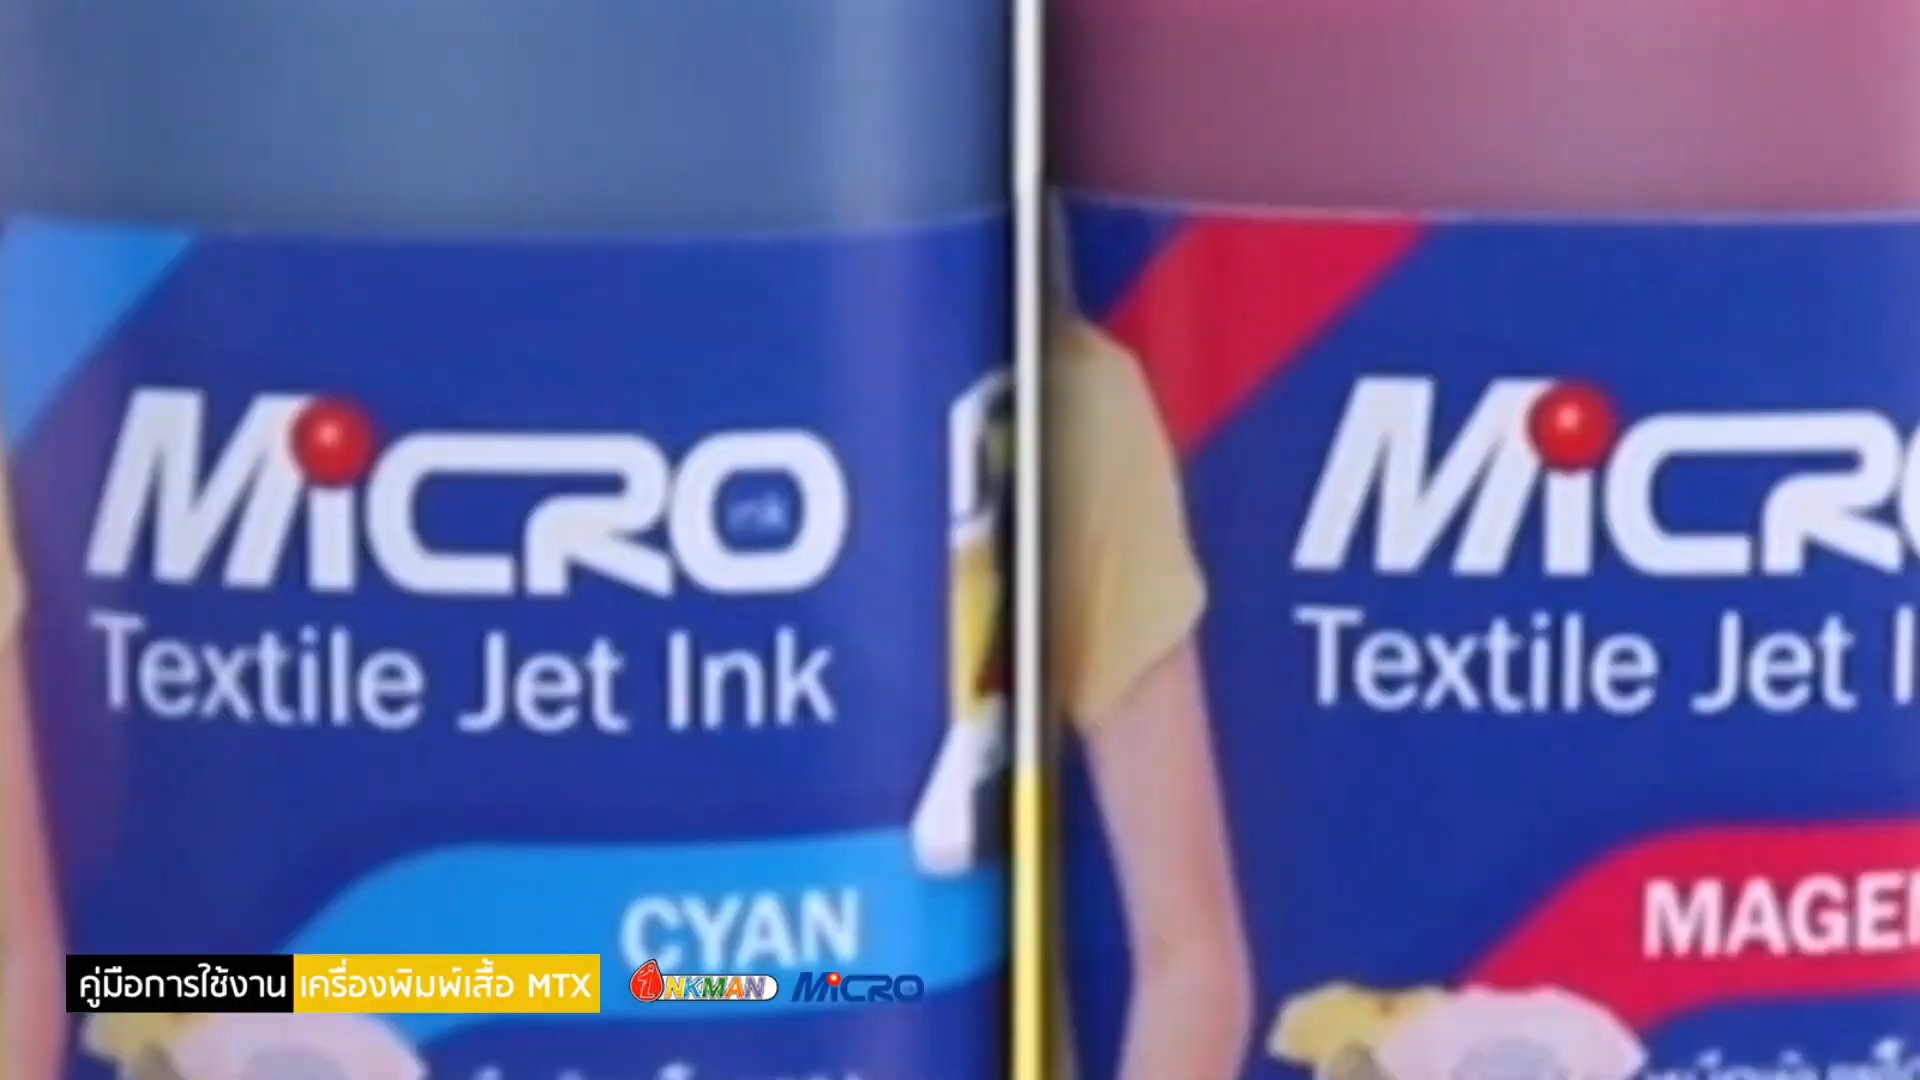 MiCRO
ink
Textile Jet Ink
CYAN
MiCR
Textile Jet I
MAGE
คู่มือการใช้งาน เครื่องพิมพ์เสื้อ MTX
INKMAN MiCRO